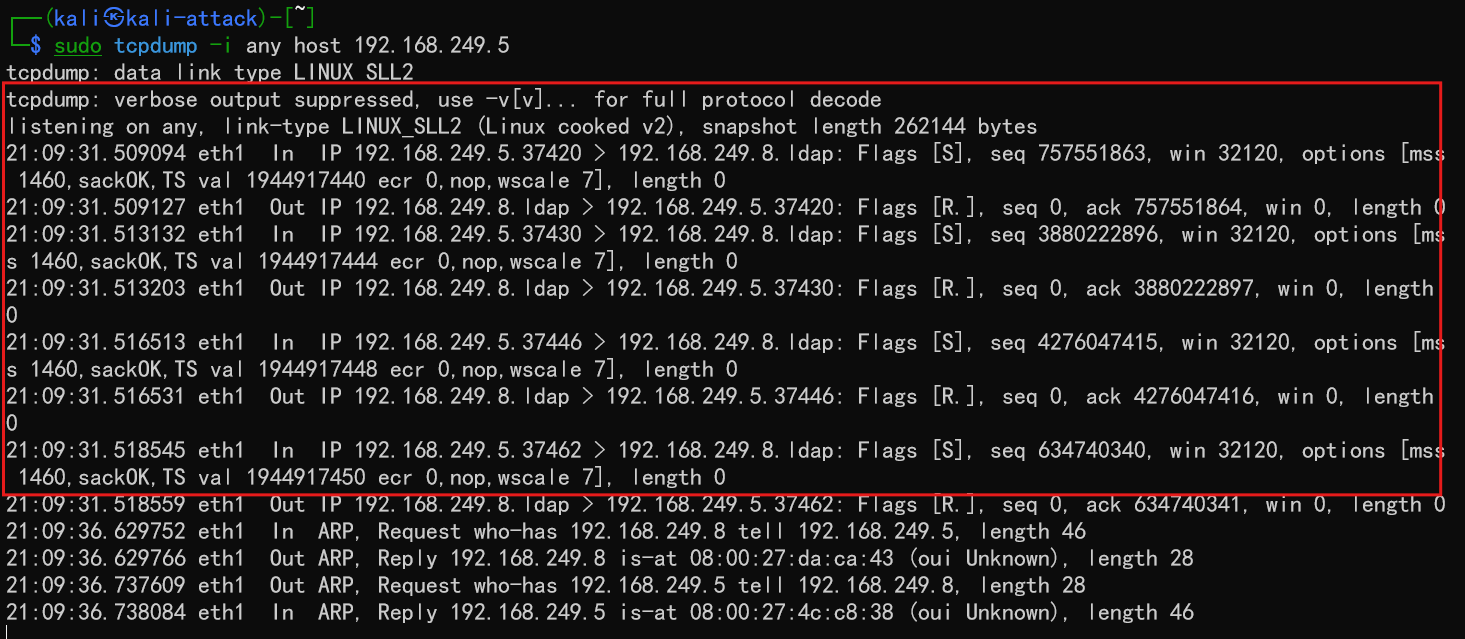 ┌──(kali㉿kali-attack)-[~]
└─$ sudo tcpdump -i any host 192.168.249.5
tcpdump: data link type LINUX_SLL2
tcpdump: verbose output suppressed, use -v[v]... for full protocol decode
listening on any, link-type LINUX_SLL2 (Linux cooked v2), snapshot length 262144 bytes
21:09:31.509094 eth1  In  IP 192.168.249.5.37420 > 192.168.249.8.ldap: Flags [S], seq 757551863, win 32120, options [mss
 1460,sackOK,TS val 1944917440 ecr 0,nop,wscale 7], length 0
21:09:31.509127 eth1  Out IP 192.168.249.8.ldap > 192.168.249.5.37420: Flags [R.], seq 0, ack 757551864, win 0, length 0
21:09:31.513132 eth1  In  IP 192.168.249.5.37430 > 192.168.249.8.ldap: Flags [S], seq 3880222896, win 32120, options [ms
s 1460,sackOK,TS val 1944917444 ecr 0,nop,wscale 7], length 0
21:09:31.513203 eth1  Out IP 192.168.249.8.ldap > 192.168.249.5.37430: Flags [R.], seq 0, ack 3880222897, win 0, length
0
21:09:31.516513 eth1  In  IP 192.168.249.5.37446 > 192.168.249.8.ldap: Flags [S], seq 4276047415, win 32120, options [ms
s 1460,sackOK,TS val 1944917448 ecr 0,nop,wscale 7], length 0
21:09:31.516531 eth1  Out IP 192.168.249.8.ldap > 192.168.249.5.37446: Flags [R.], seq 0, ack 4276047416, win 0, length
0
21:09:31.518545 eth1  In  IP 192.168.249.5.37462 > 192.168.249.8.ldap: Flags [S], seq 634740340, win 32120, options [mss
 1460,sackOK,TS val 1944917450 ecr 0,nop,wscale 7], length 0
21:09:31.518559 eth1  Out IP 192.168.249.8.ldap > 192.168.249.5.37462: Flags [R.], seq 0, ack 634740341, win 0, length 0
21:09:36.629752 eth1  In  ARP, Request who-has 192.168.249.8 tell 192.168.249.5, length 46
21:09:36.629766 eth1  Out ARP, Reply 192.168.249.8 is-at 08:00:27:da:ca:43 (oui Unknown), length 28
21:09:36.737609 eth1  Out ARP, Request who-has 192.168.249.5 tell 192.168.249.8, length 28
21:09:36.738084 eth1  In  ARP, Reply 192.168.249.5 is-at 08:00:27:4c:c8:38 (oui Unknown), length 46